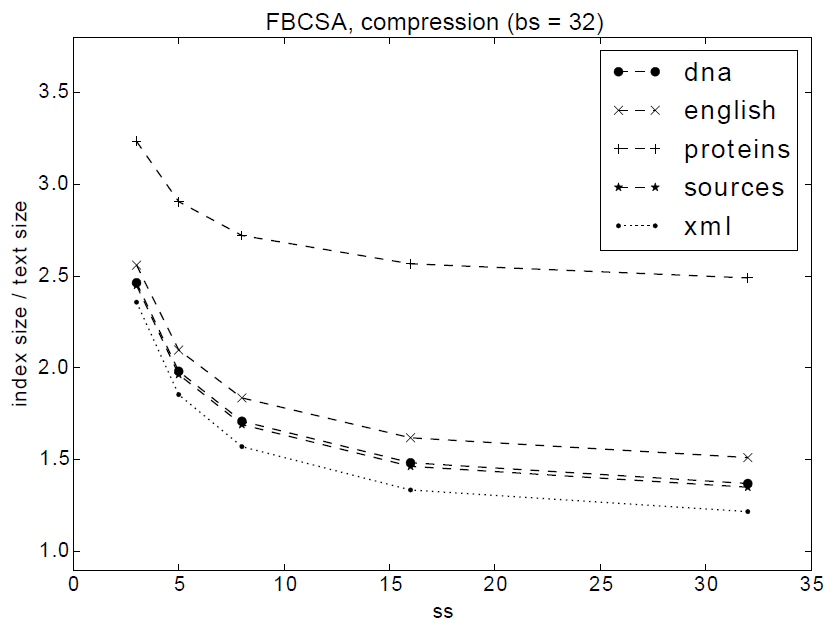 FBCSA, compression (bs = 32)
dna
english
proteins
sources
xml
index size / text size
3.5
3.0
2.5
2.0
1.5
1.0
0
5
10
15
20
25
30
35
ss